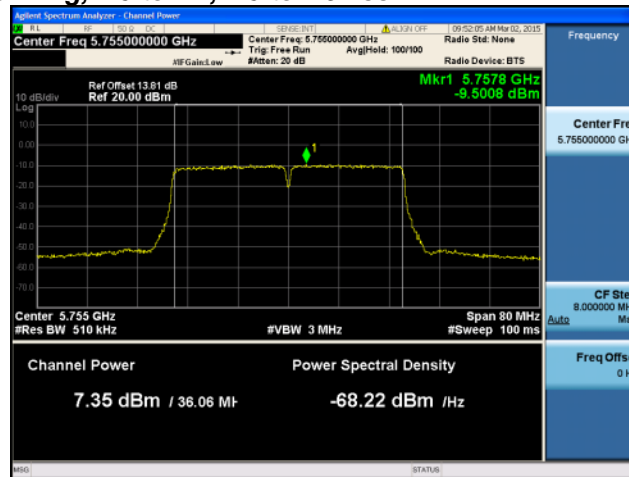 Agilent Spectrum Analyzer - Channel Power
RL RF 50 Ω DC SENSE:INT ALIGN OFF 09:52:05 AM Mar 02, 2015
Center Freq 5.755000000 GHz
Center Freq: 5.755000000 GHz
Radio Std: None
Frequency
Trig: Free Run Avg|Hold: 100/100
#IFGain:Low #Atten: 20 dB Radio Device: BTS
Ref Offset 13.81 dB
Mkr1 5.7578 GHz
10 dB/div Ref 20.00 dBm
-9.5008 dBm
Log
10.0
0.00
-10.0
-20.0
-30.0
-40.0
-50.0
-60.0
-70.0
1
Center Fre
5.755000000 GH
Center 5.755 GHz Span 80 MHz
#Res BW 510 kHz #VBW 3 MHz #Sweep 100 ms
CF Ste
8.000000 MH
Auto Ma
Channel Power Power Spectral Density
Freq Offs
0 H
7.35 dBm / 36.06 MH -68.22 dBm /Hz
MSG STATUS